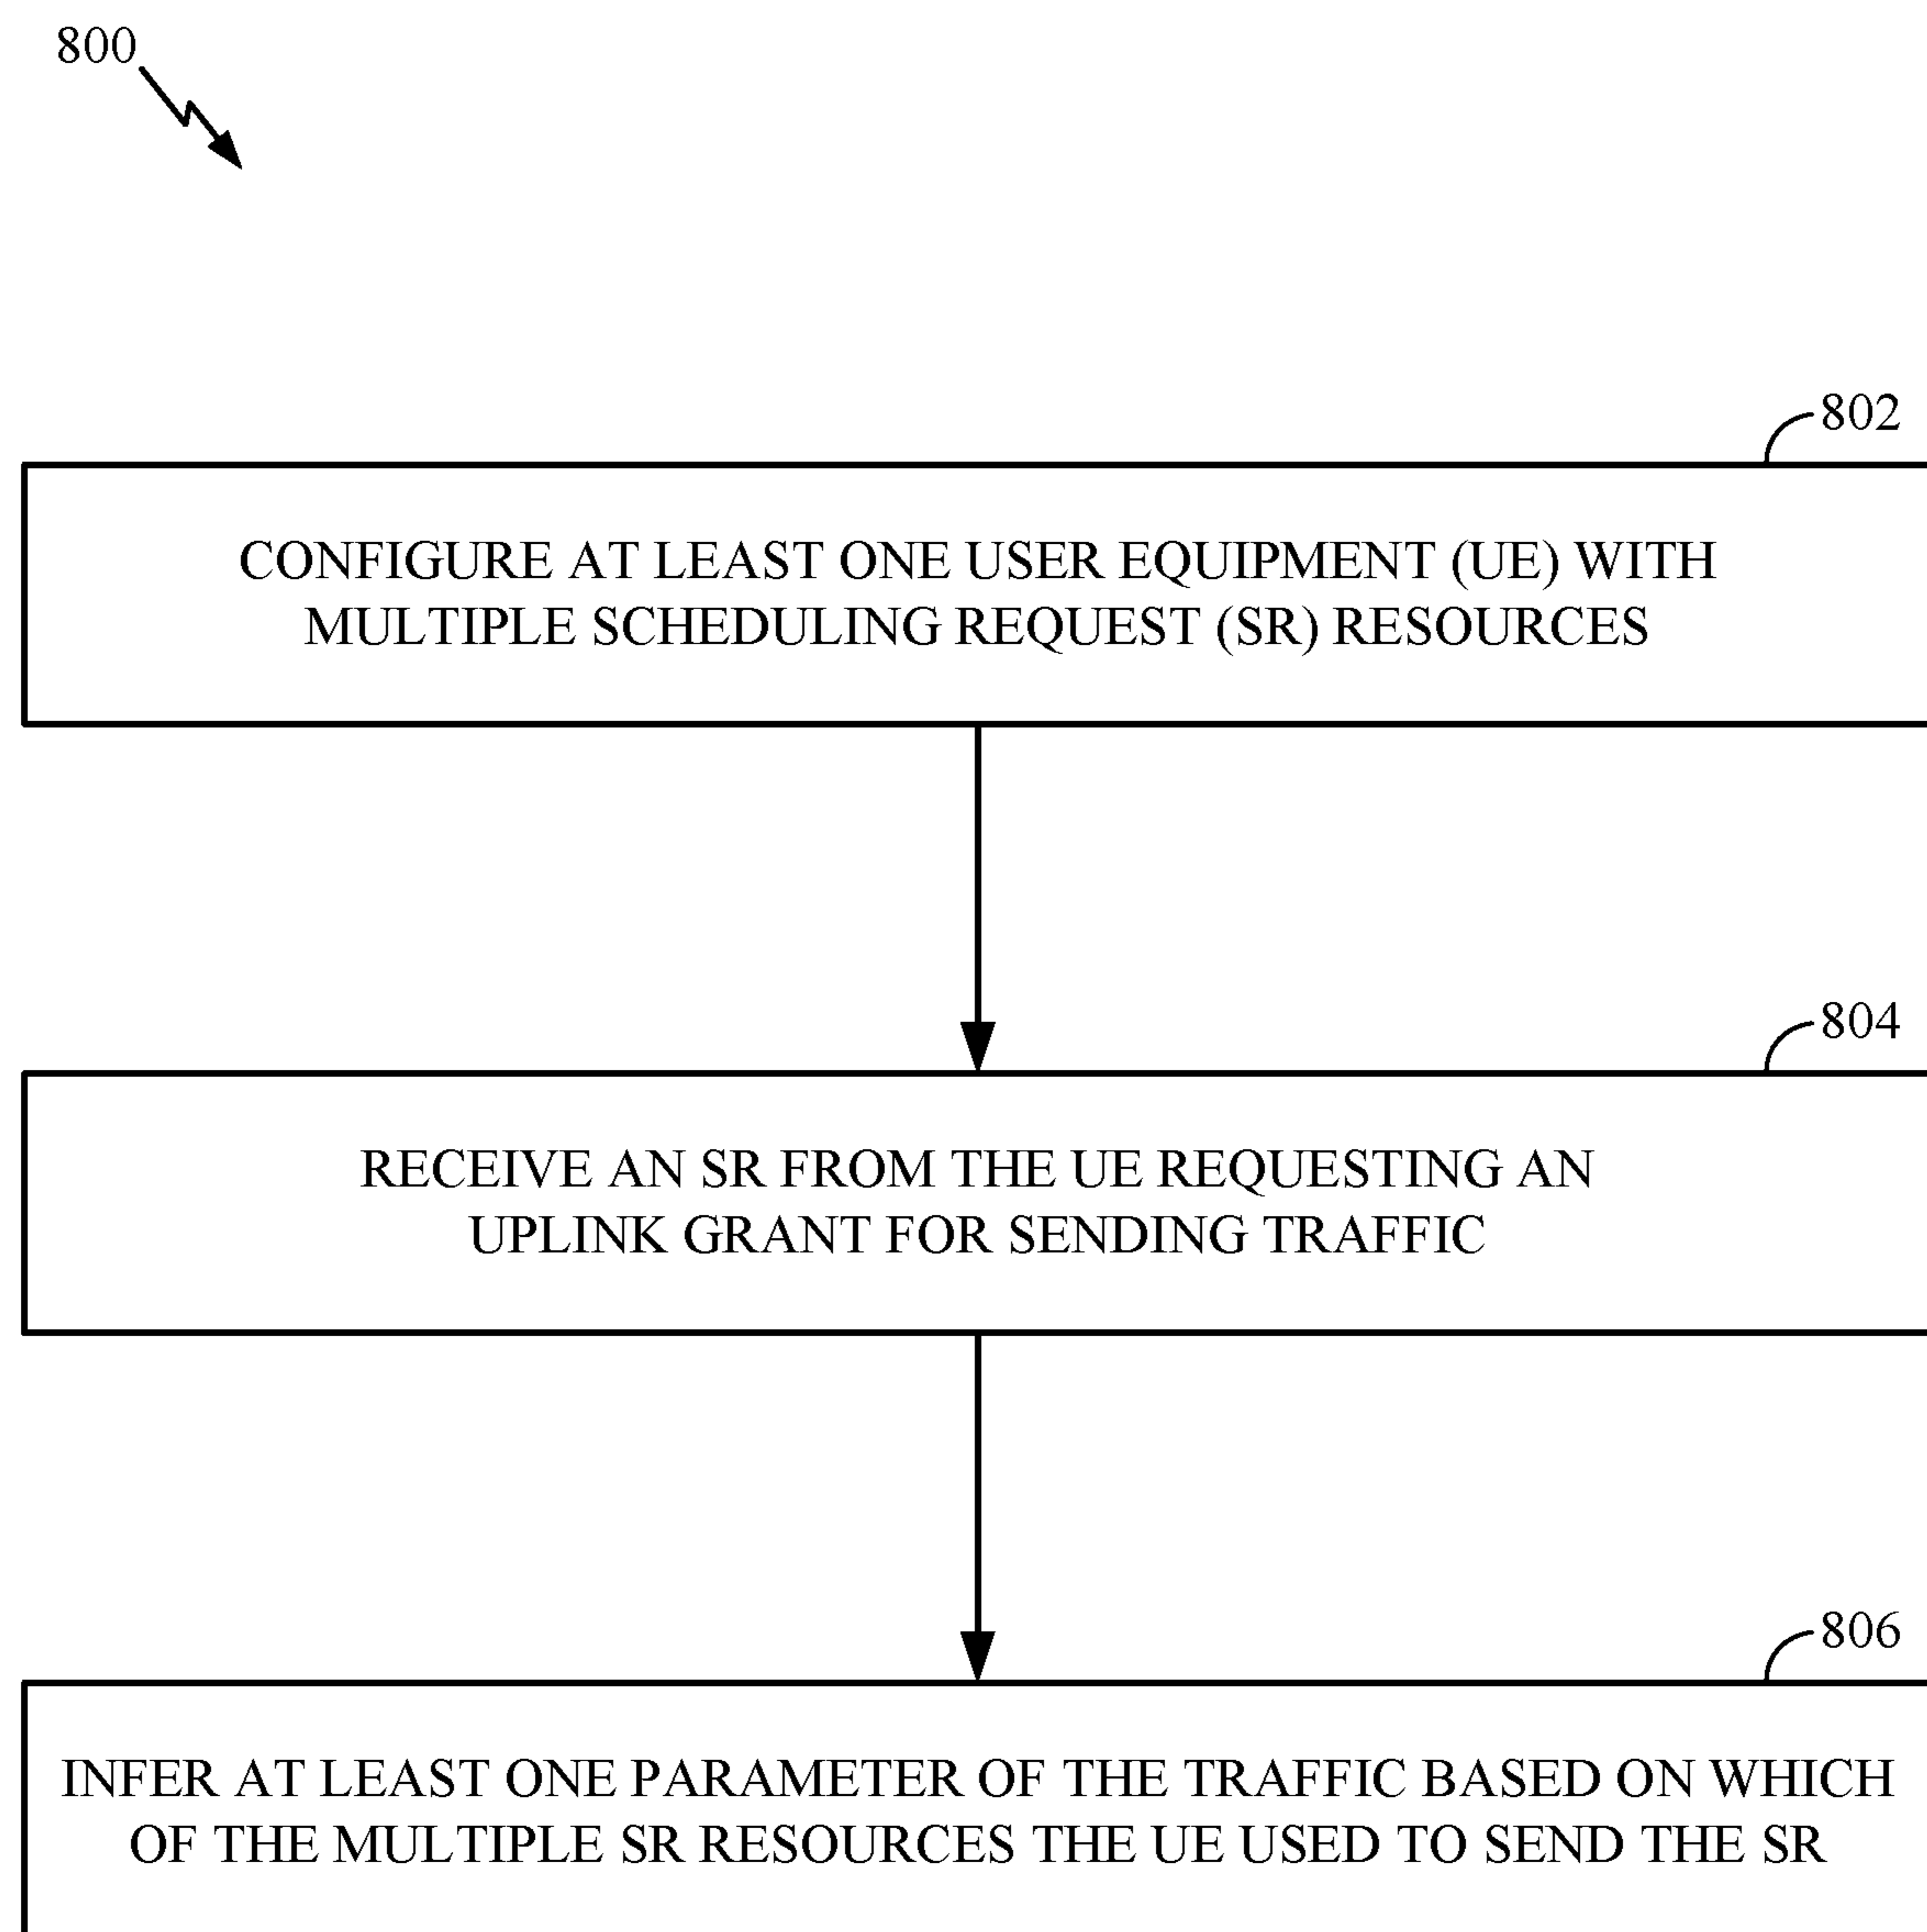 800
802
CONFIGURE AT LEAST ONE USER EQUIPMENT (UE) WITH
MULTIPLE SCHEDULING REQUEST (SR) RESOURCES
804
RECEIVE AN SR FROM THE UE REQUESTING AN
UPLINK GRANT FOR SENDING TRAFFIC
806
INFER AT LEAST ONE PARAMETER OF THE TRAFFIC BASED ON WHICH
OF THE MULTIPLE SR RESOURCES THE UE USED TO SEND THE SR